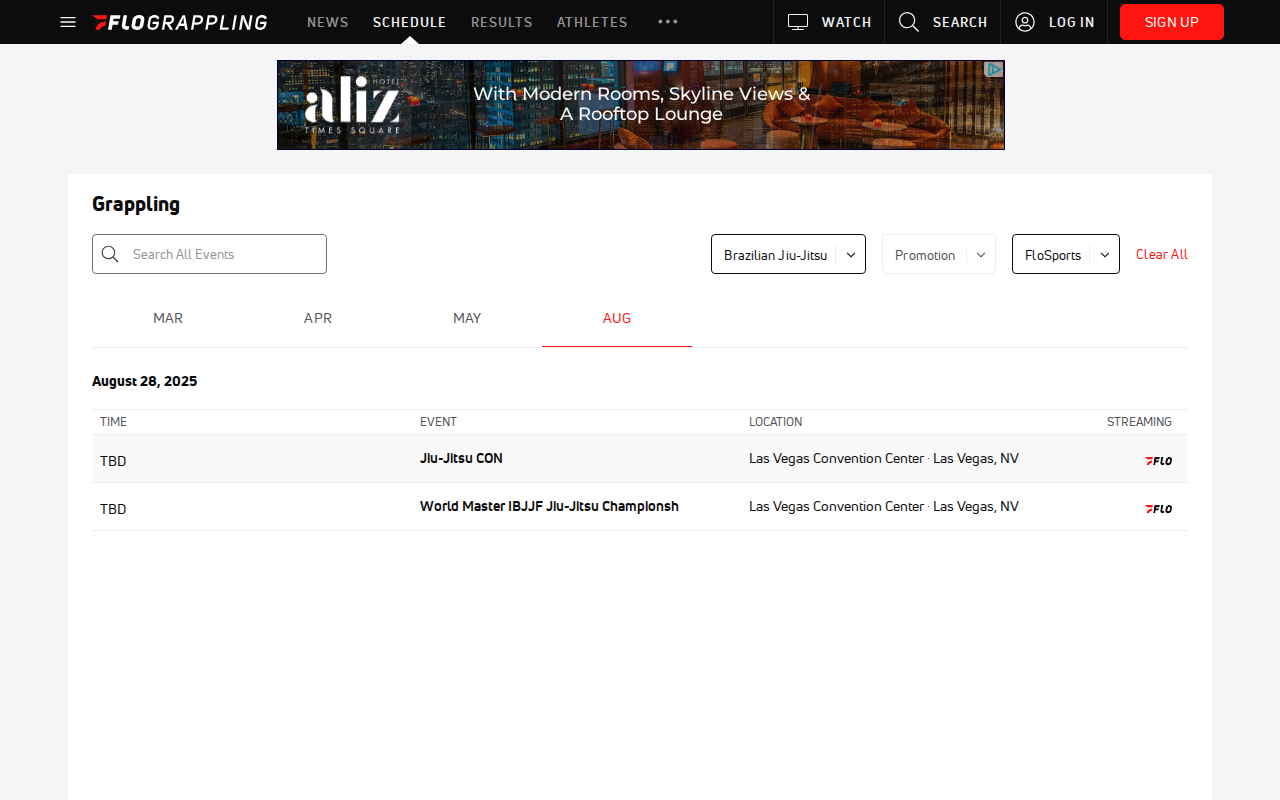 FLOGRAPPLING NEWS SCHEDULE RESULTS ATHLETES WATCH SEARCH LOG IN SIGN UP
HOTEL
aliz
TIMES SQUARE
With Modern Rooms, Skyline Views &
A Rooftop Lounge
Grappling
Search All Events Brazilian Jiu-Jitsu Promotion FloSports Clear All
MAR APR MAY AUG
August 28, 2025
TIME EVENT LOCATION STREAMING
TBD Jiu-Jitsu CON Las Vegas Convention Center · Las Vegas, NV FLO
TBD World Master IBJJF Jiu-Jitsu Championsh Las Vegas Convention Center · Las Vegas, NV FLO